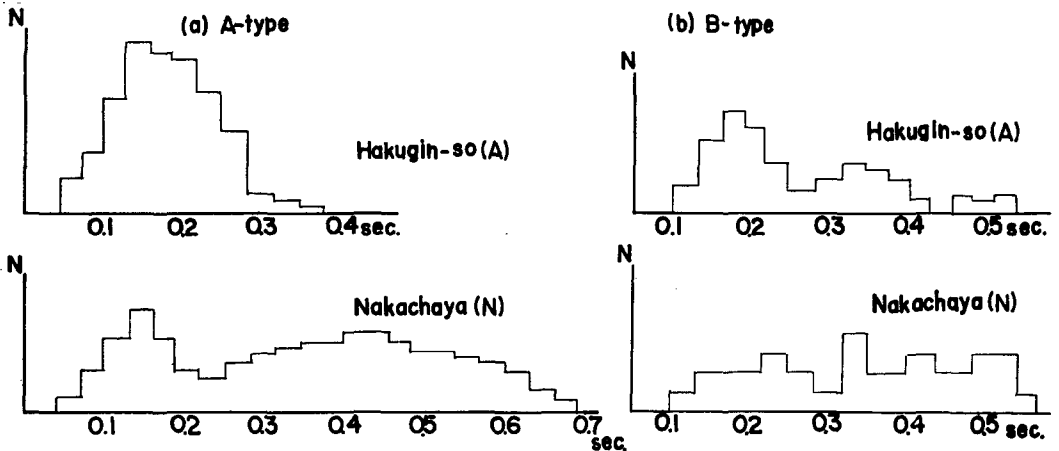 (a) A-type
N
Hakugin-so (A)
0.1 0.2 0.3 0.4 sec.
N
Nakachaya (N)
0.1 0.2 0.3 0.4 0.5 0.6 0.7
sec.
(b) B-type
N
Hakugin-so (A)
0.1 0.2 0.3 0.4 0.5 sec.
N
Nakachaya (N)
0.1 0.2 0.3 0.4 0.5 sec.